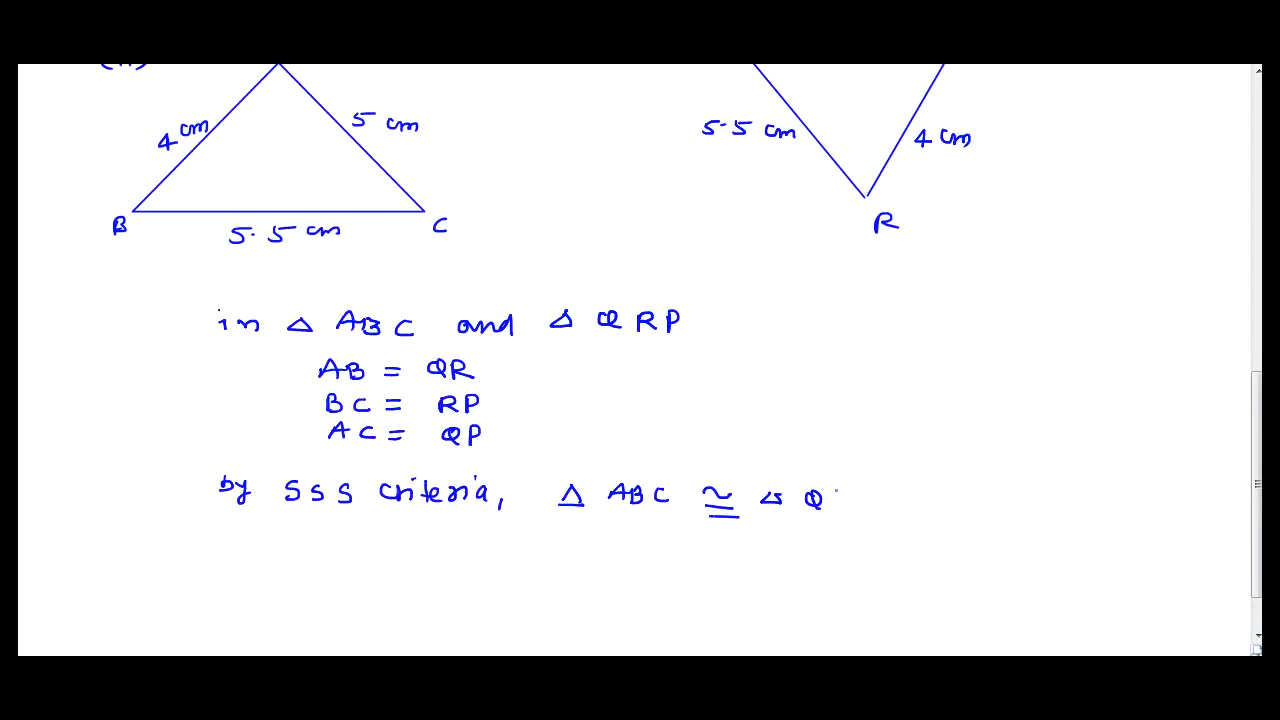 4 cm
5 cm
5.5 cm
4 cm
B
5.5 cm
C
R
in △ ABC and △ QRP
AB = QR
BC = RP
AC = QP
by SSS criteria, △ ABC ≅ △ Q